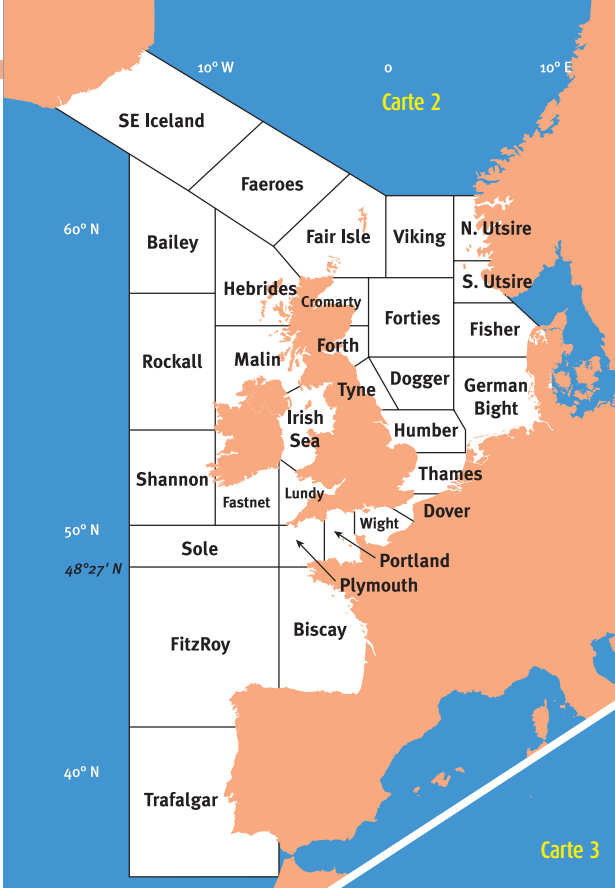 10° W
0
10° E
Carte 2
SE Iceland
Faeroes
60° N
Bailey
Fair Isle
Viking
N. Utsire
S. Utsire
Hebrides
Cromarty
Forties
Fisher
Rockall
Malin
Forth
Tyne
Dogger
German
Bight
Irish
Sea
Humber
Shannon
Fastnet
Lundy
Thames
Dover
50° N
Wight
Sole
Portland
48°27' N
Plymouth
Biscay
FitzRoy
40° N
Trafalgar
Carte 3